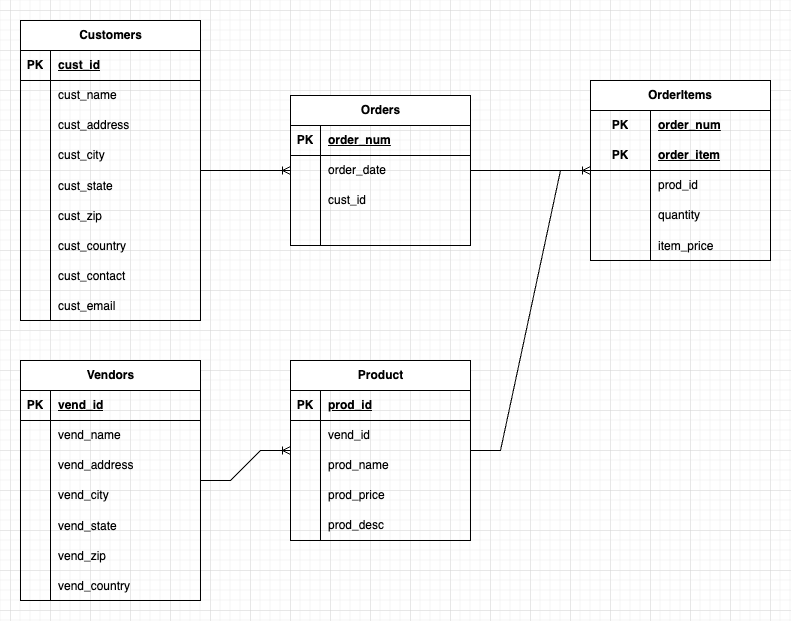 Customers
PK cust_id
cust_name
cust_address
cust_city
cust_state
cust_zip
cust_country
cust_contact
cust_email
Orders
PK order_num
order_date
cust_id
OrderItems
PK order_num
PK order_item
prod_id
quantity
item_price
Vendors
PK vend_id
vend_name
vend_address
vend_city
vend_state
vend_zip
vend_country
Product
PK prod_id
vend_id
prod_name
prod_price
prod_desc